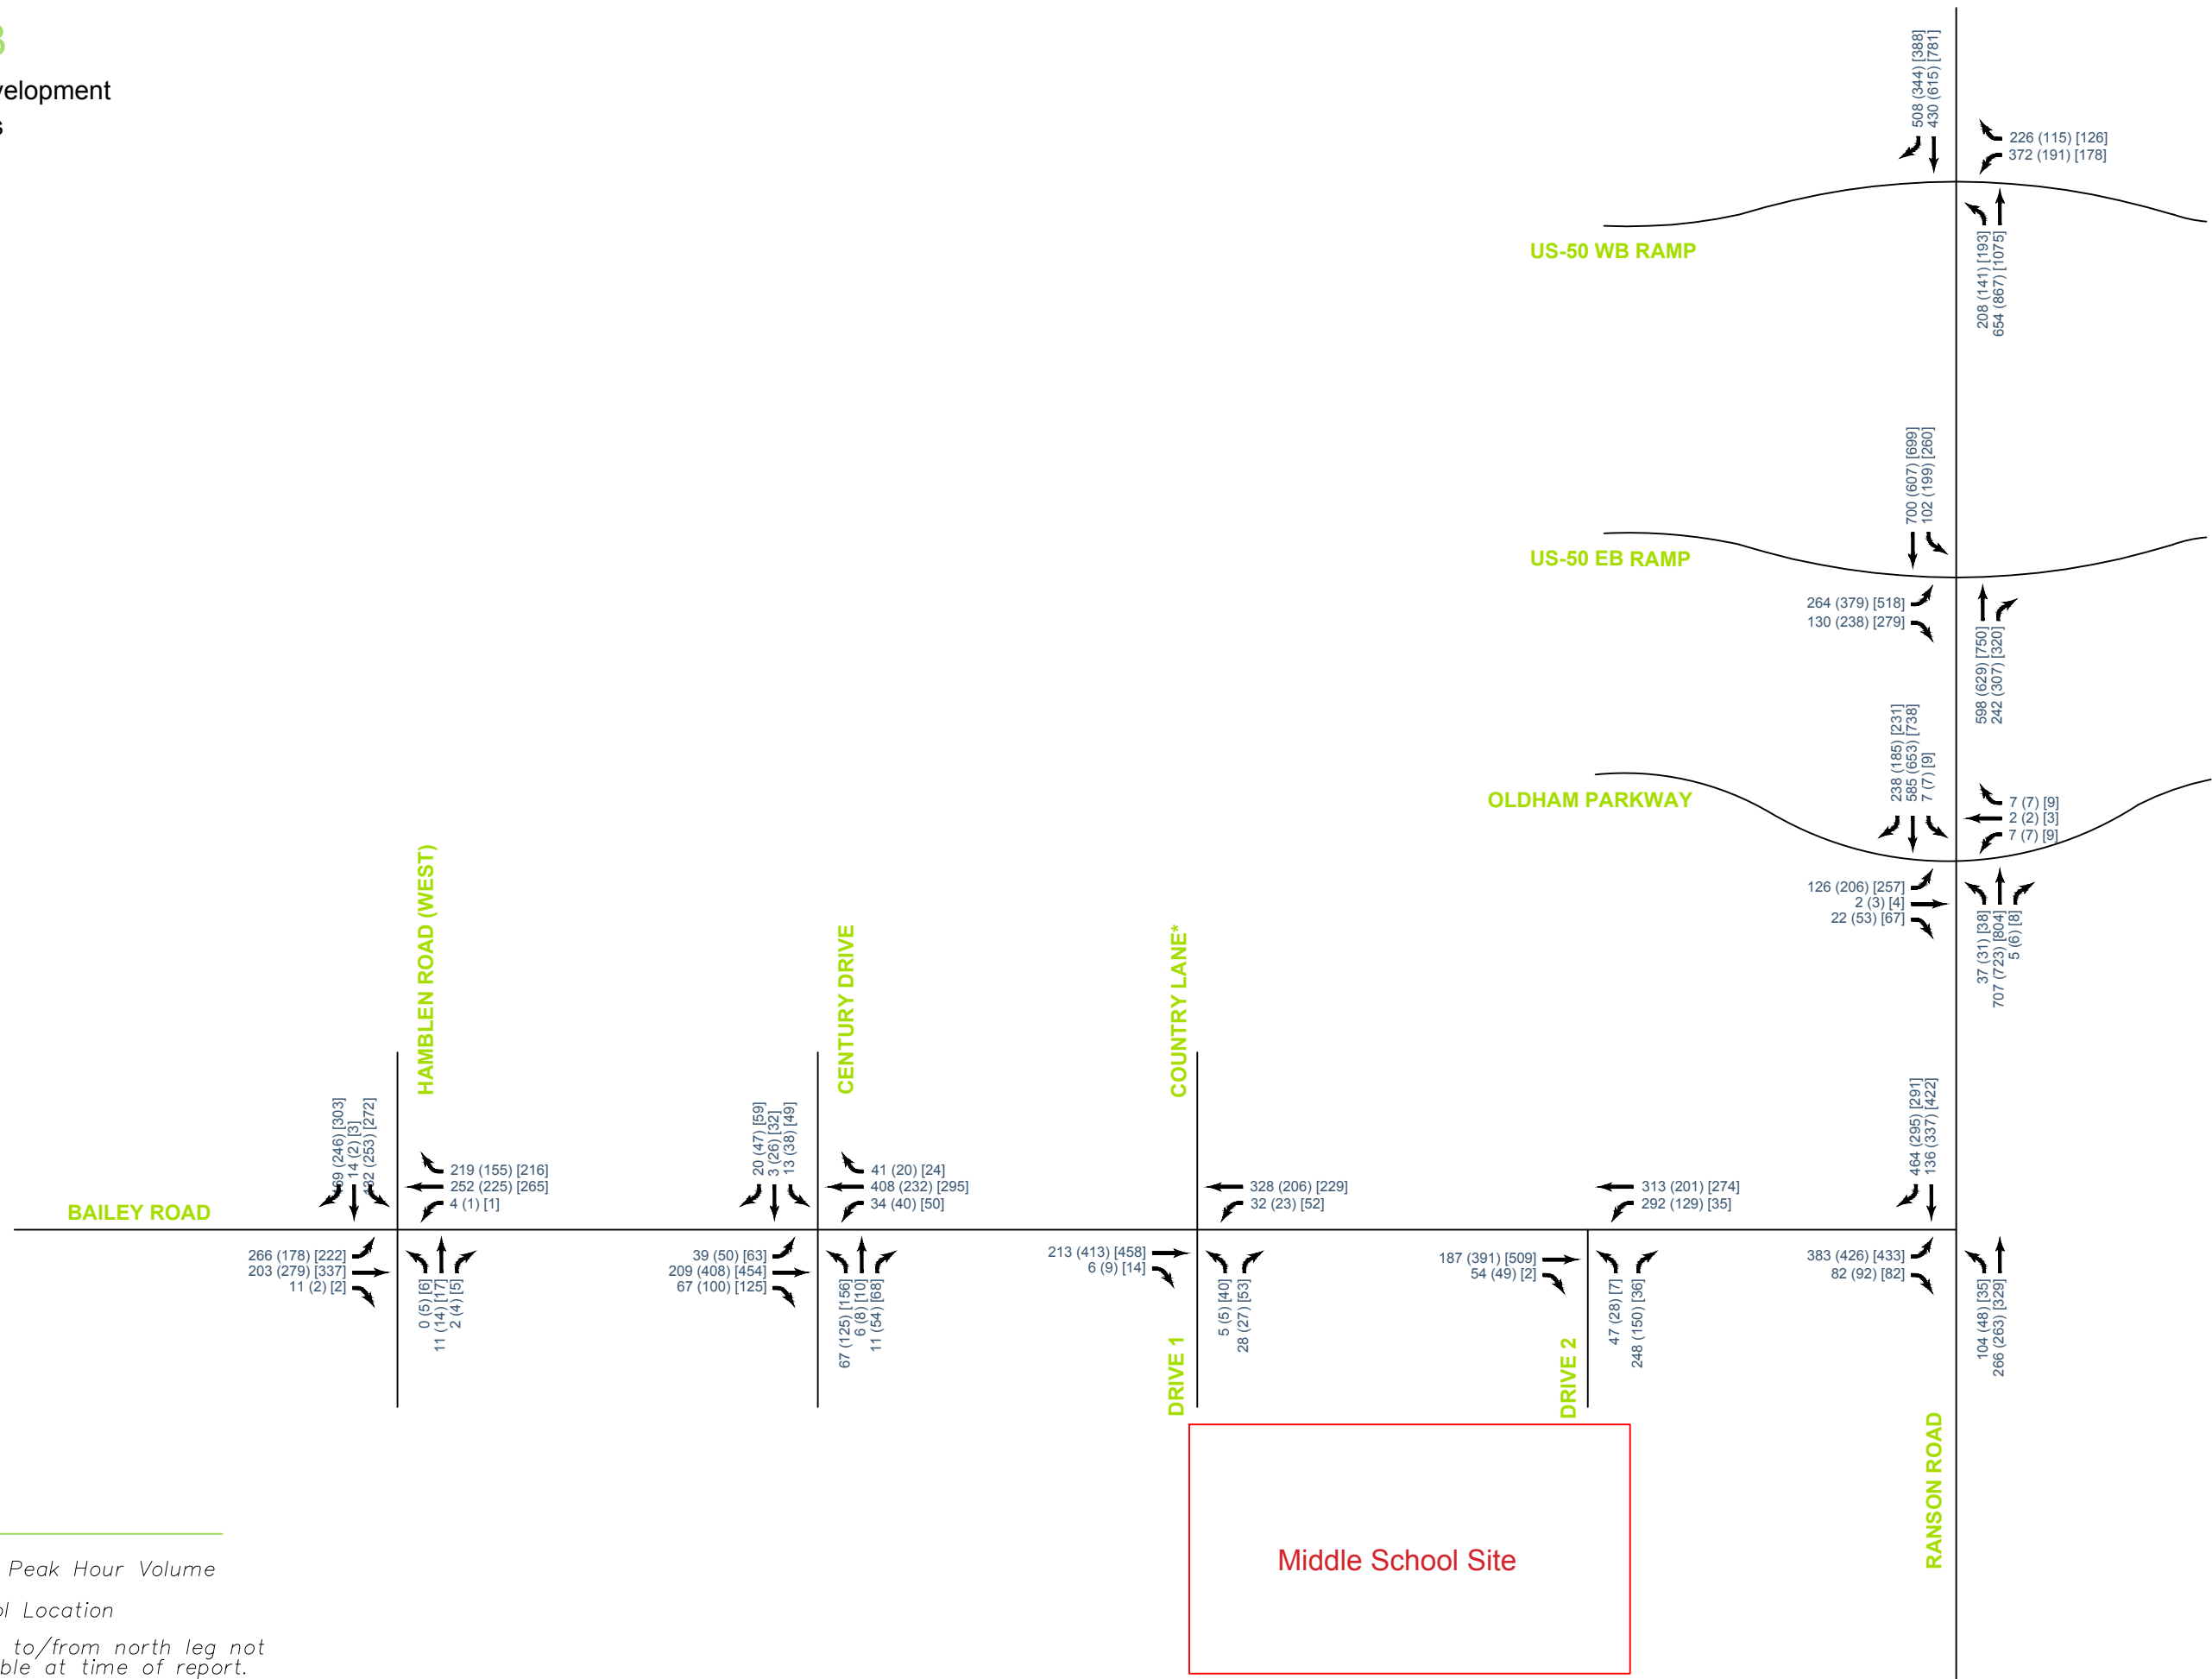 velopment
508 (344) [388]
430 (615) [781]
226 (115) [126]
372 (191) [178]
US-50 WB RAMP
208 (141) [193]
654 (867) [1075]
700 (607) [699]
102 (199) [260]
US-50 EB RAMP
264 (379) [518]
130 (238) [279]
598 (629) [750]
242 (307) [320]
238 (185) [231]
585 (653) [738]
7 (7) [9]
OLDHAM PARKWAY
7 (7) [9]
2 (2) [3]
7 (7) [9]
126 (206) [257]
2 (3) [4]
22 (53) [67]
37 (31) [38]
707 (723) [804]
5 (6) [8]
HAMBLEN ROAD (WEST)
CENTURY DRIVE
COUNTRY LANE*
(246) [303]
14 (2) [3]
(253) [272]
219 (155) [216]
252 (225) [265]
4 (1) [1]
20 (47) [59]
3 (26) [32]
13 (38) [49]
41 (20) [24]
408 (232) [295]
34 (40) [50]
328 (206) [229]
32 (23) [52]
313 (201) [274]
292 (129) [35]
464 (295) [291]
136 (337) [422]
BAILEY ROAD
266 (178) [222]
203 (279) [337]
11 (2) [2]
0 (5) [6]
11 (14) [17]
2 (4) [5]
39 (50) [63]
209 (408) [454]
67 (100) [125]
67 (125) [156]
6 (8) [10]
11 (54) [68]
213 (413) [458]
6 (9) [14]
5 (5) [40]
28 (27) [53]
187 (391) [509]
54 (49) [2]
47 (28) [7]
248 (150) [36]
383 (426) [433]
82 (92) [82]
104 (48) [35]
266 (263) [329]
DRIVE 1
DRIVE 2
RANSON ROAD
Middle School Site
Peak Hour Volume
ol Location
to/from north leg not
ble at time of report.